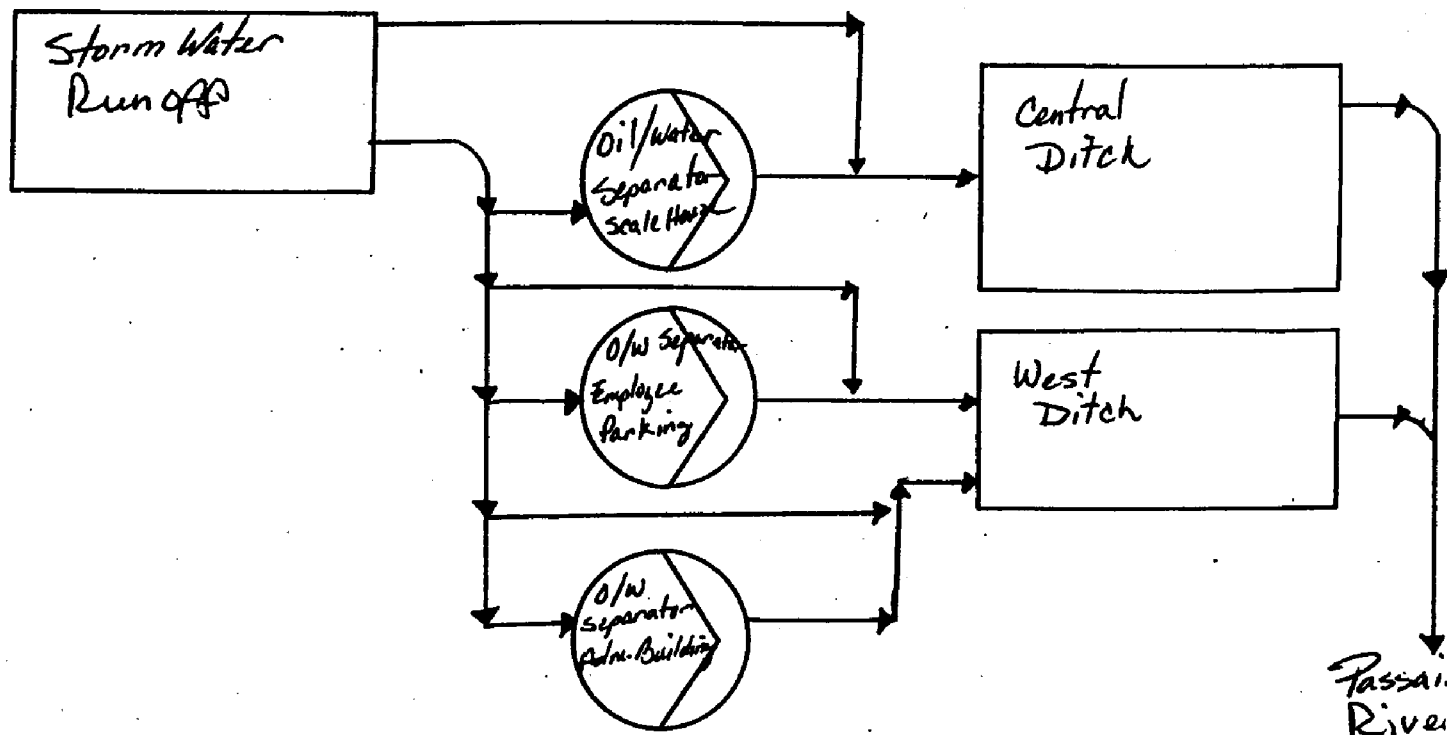 Storm Water
Runoff
Oil/Water
Separator
Scale House
Central
Ditch
O/W Separator
Employee
Parking
West
Ditch
O/W
Separator
Adm. Building
Passai
River